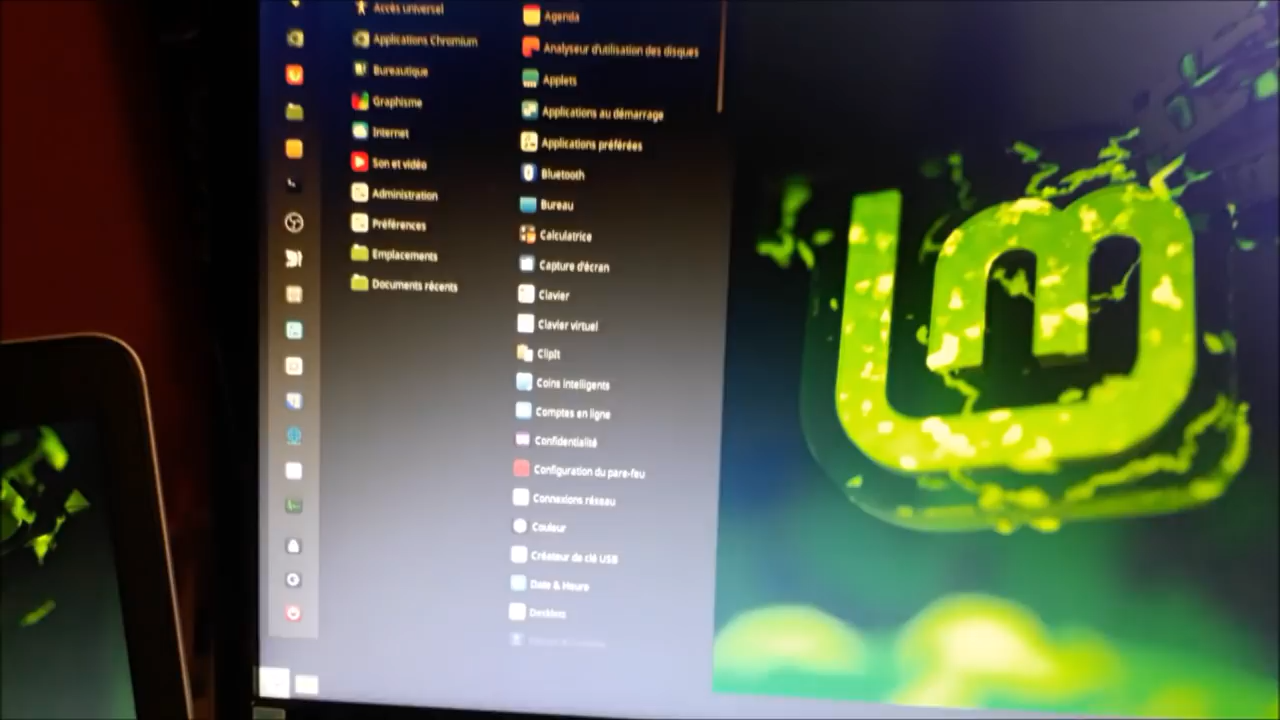 Accès universel
Applications Chromium
Bureautique
Graphisme
Internet
Son et vidéo
Administration
Préférences
Emplacements
Documents récents
Agenda
Analyseur d'utilisation des disques
Applets
Applications au démarrage
Applications préférées
Bluetooth
Bureau
Calculatrice
Capture d'écran
Clavier
Clavier virtuel
ClipIt
Coins intelligents
Comptes en ligne
Confidentialité
Configuration du pare-feu
Connexions réseau
Couleur
Créateur de clé USB
Date & Heure
Desklets